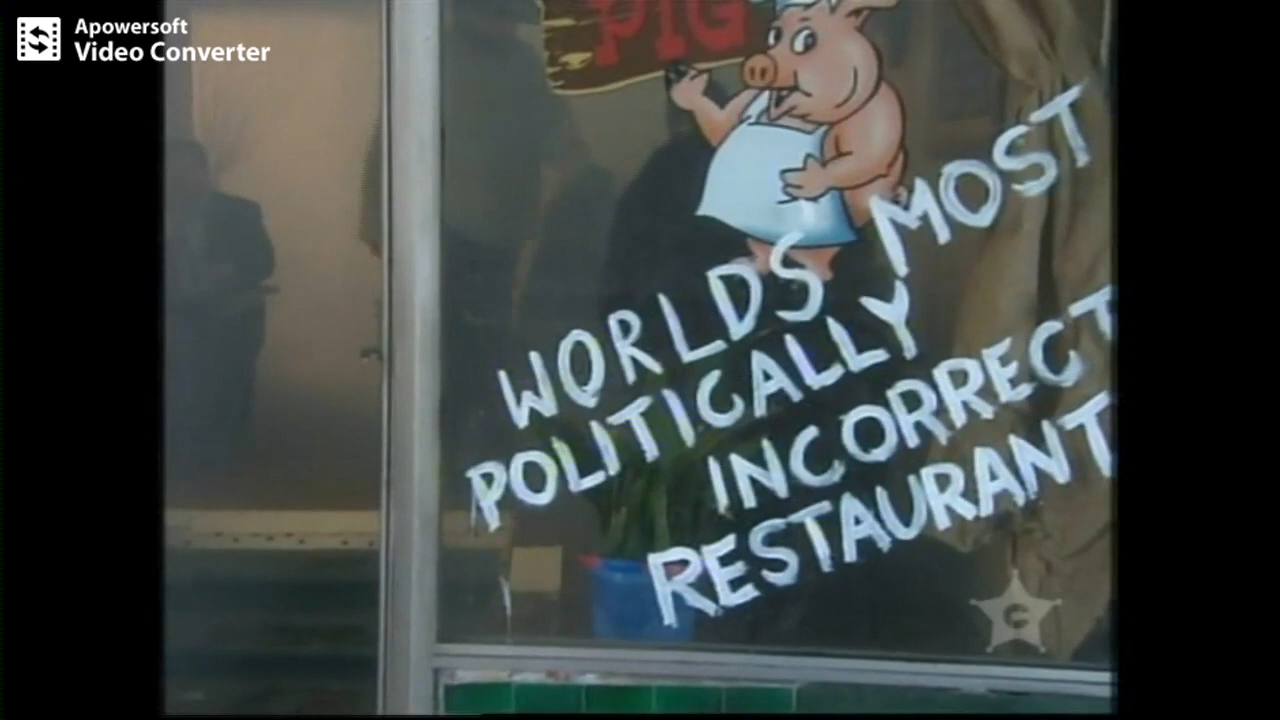 Apowersoft
Video Converter
PIG
WORLDS MOST
POLITICALLY
INCORRECT
RESTAURANT
G